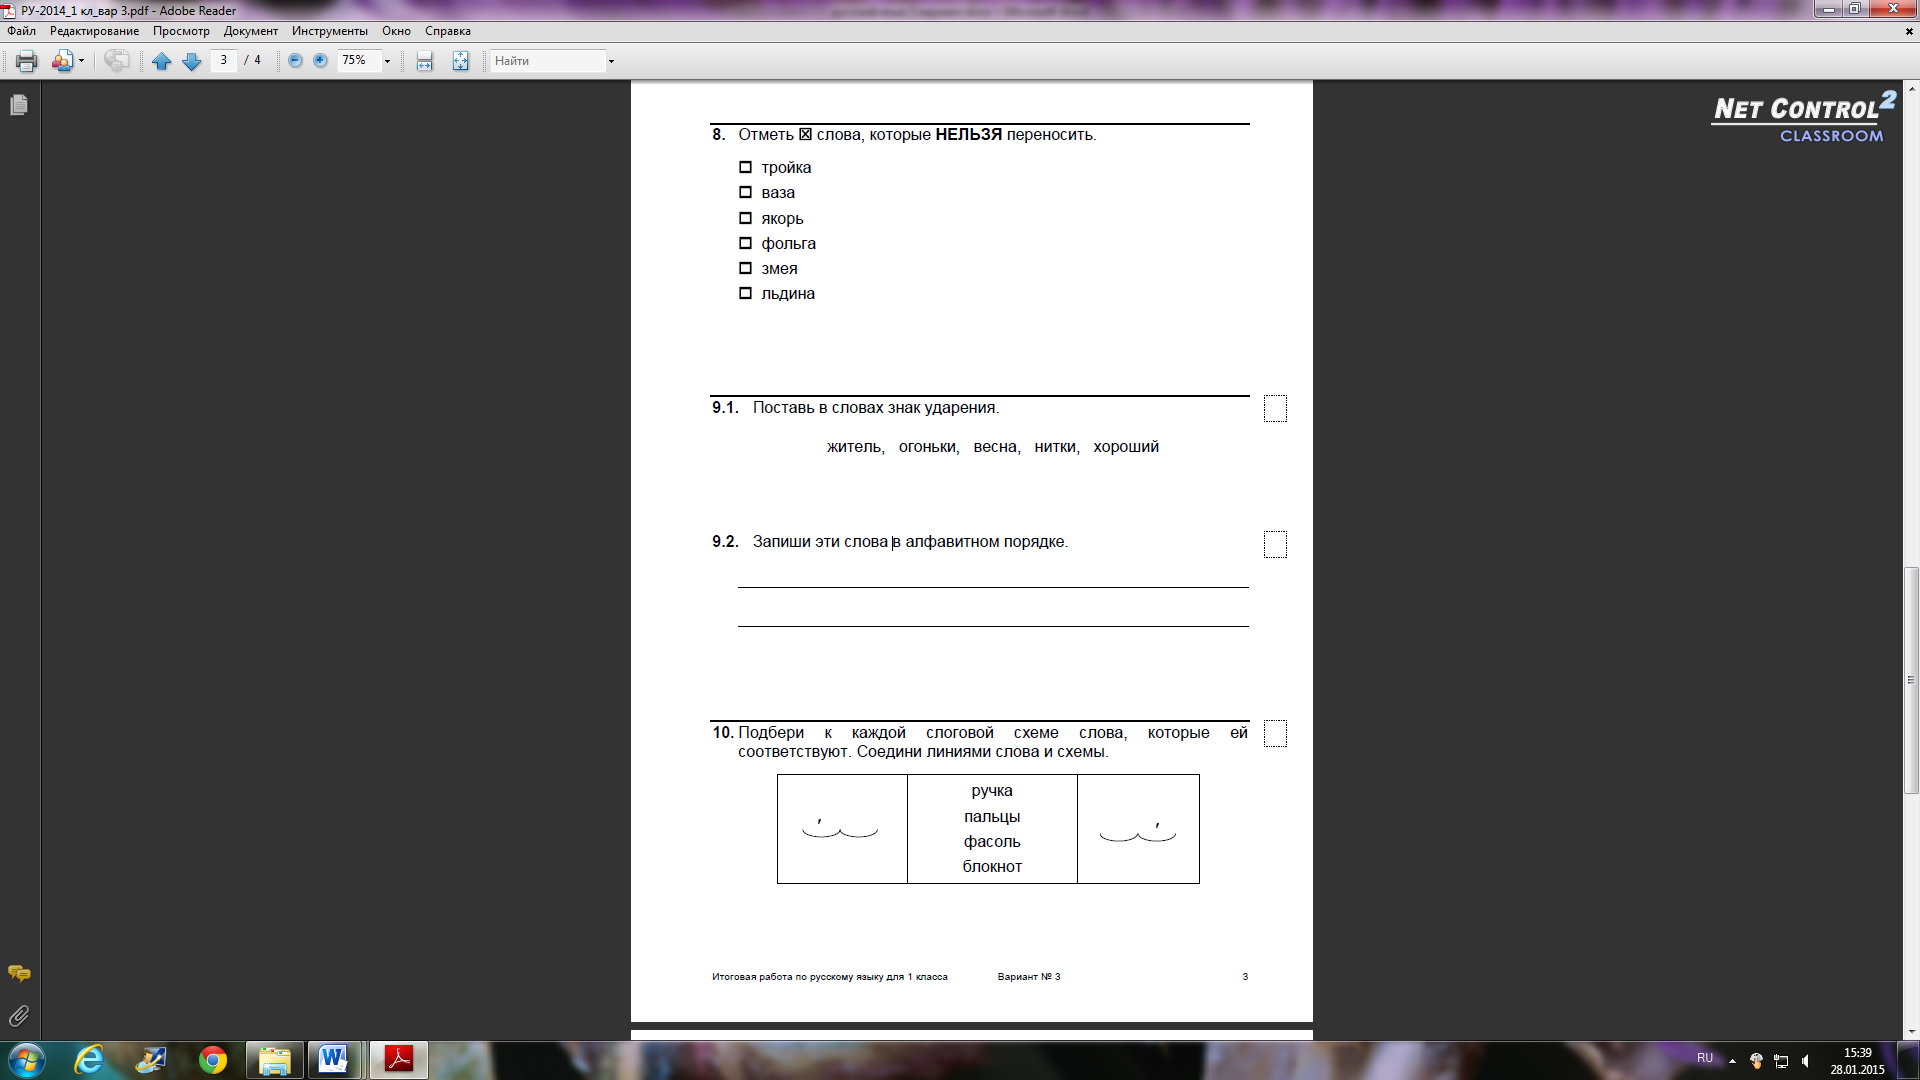 РУ-2014_1 кл_вар 3.pdf - Adobe Reader
Файл Редактирование Просмотр Документ Инструменты Окно Справка
3 / 4 75% Найти
NET CONTROL 2
CLASSROOM
8. Отметь ☒ слова, которые НЕЛЬЗЯ переносить.
☐ тройка
☐ ваза
☐ якорь
☐ фольга
☐ змея
☐ льдина
9.1. Поставь в словах знак ударения.
житель, огоньки, весна, нитки, хороший
9.2. Запиши эти слова в алфавитном порядке.
10. Подбери к каждой слоговой схеме слова, которые ей
соответствуют. Соедини линиями слова и схемы.
ручка
пальцы
фасоль
блокнот
Итоговая работа по русскому языку для 1 класса Вариант № 3 3
RU 15:39
28.01.2015